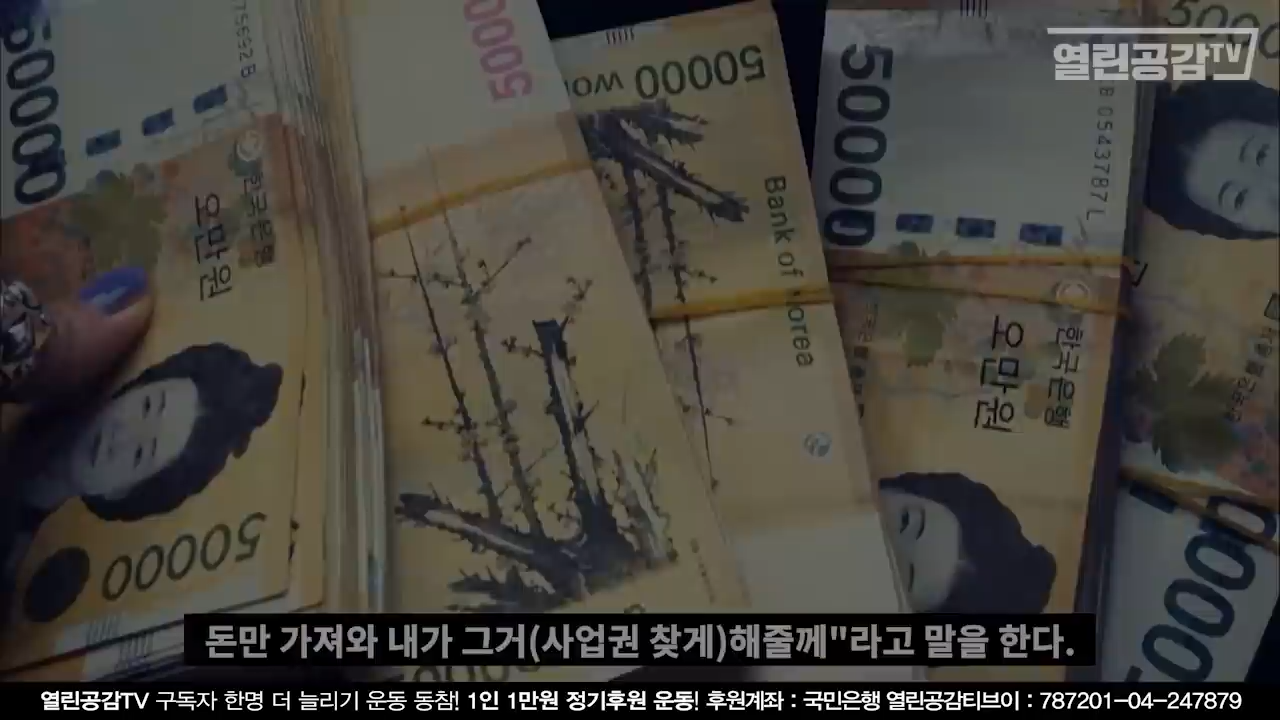 열린공감TV
50000
75652 B
한국은행
오만원
50000
5000
50000 WO
Bank of Korea
50000
B 0543787 L
한국은행
오만원
5000
돈만 가져와 내가 그거(사업권 찾게)해줄께"라고 말을 한다.
열린공감TV 구독자 한명 더 늘리기 운동 동참! 1인 1만원 정기후원 운동! 후원계좌 : 국민은행 열린공감티브이 : 787201-04-247879